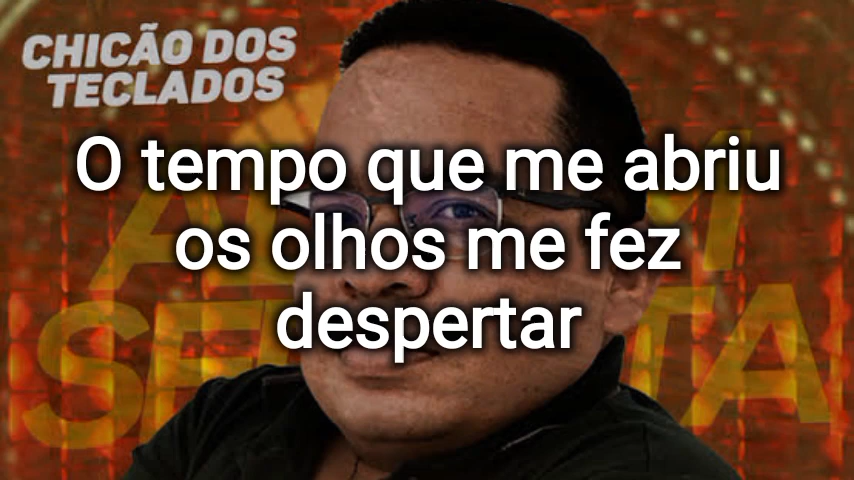 CHICÃO DOS
TECLADOS
O tempo que me abriu
os olhos me fez
despertar